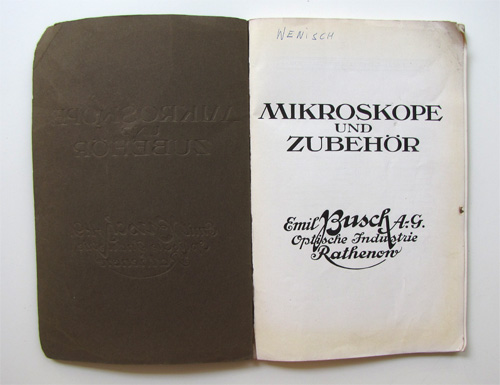 WENISCH
MIKROSKOPE
UND
ZUBEHÖR
Emil Busch A.-G.
Optische Industrie
Rathenow